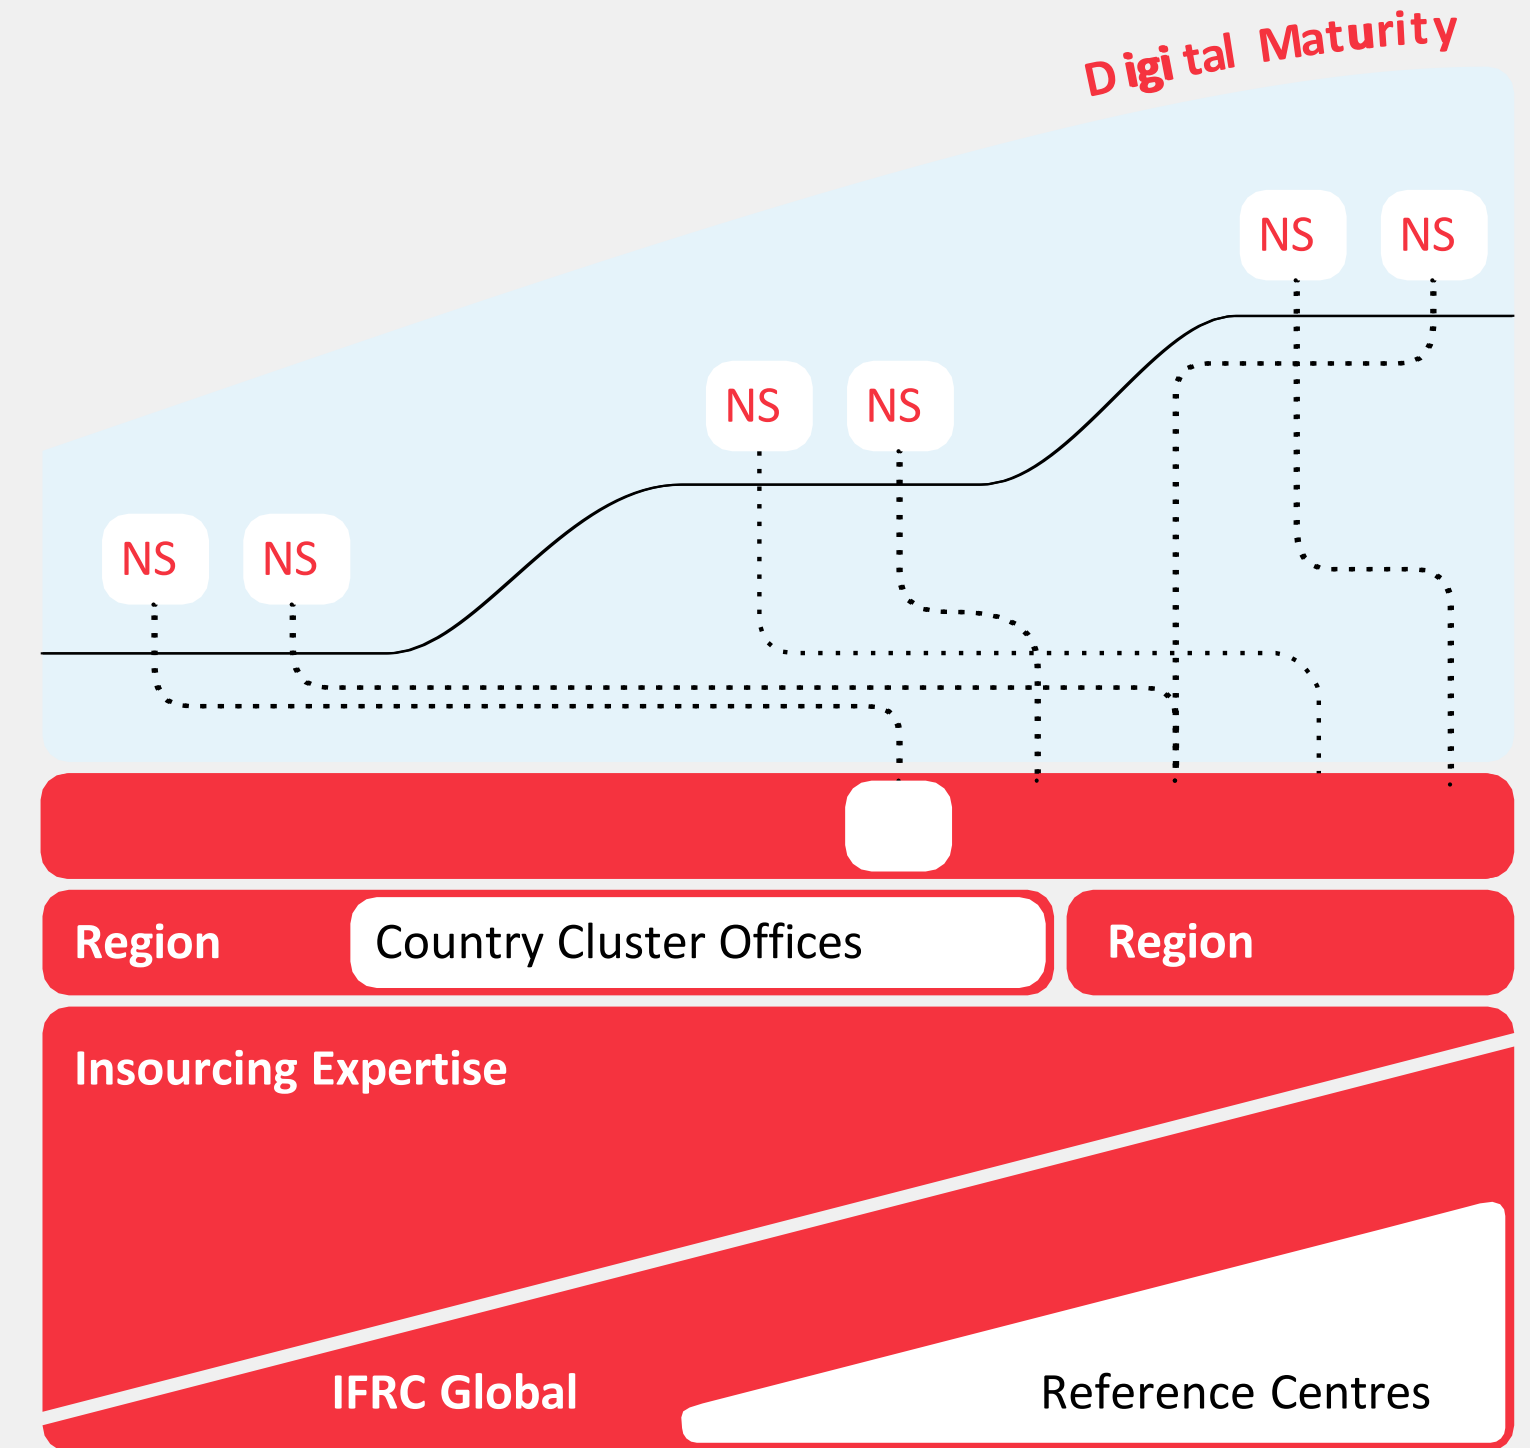 Digital Maturity
NS NS
NS NS
NS NS
Region Country Cluster Offices Region
Insourcing Expertise
IFRC Global Reference Centres